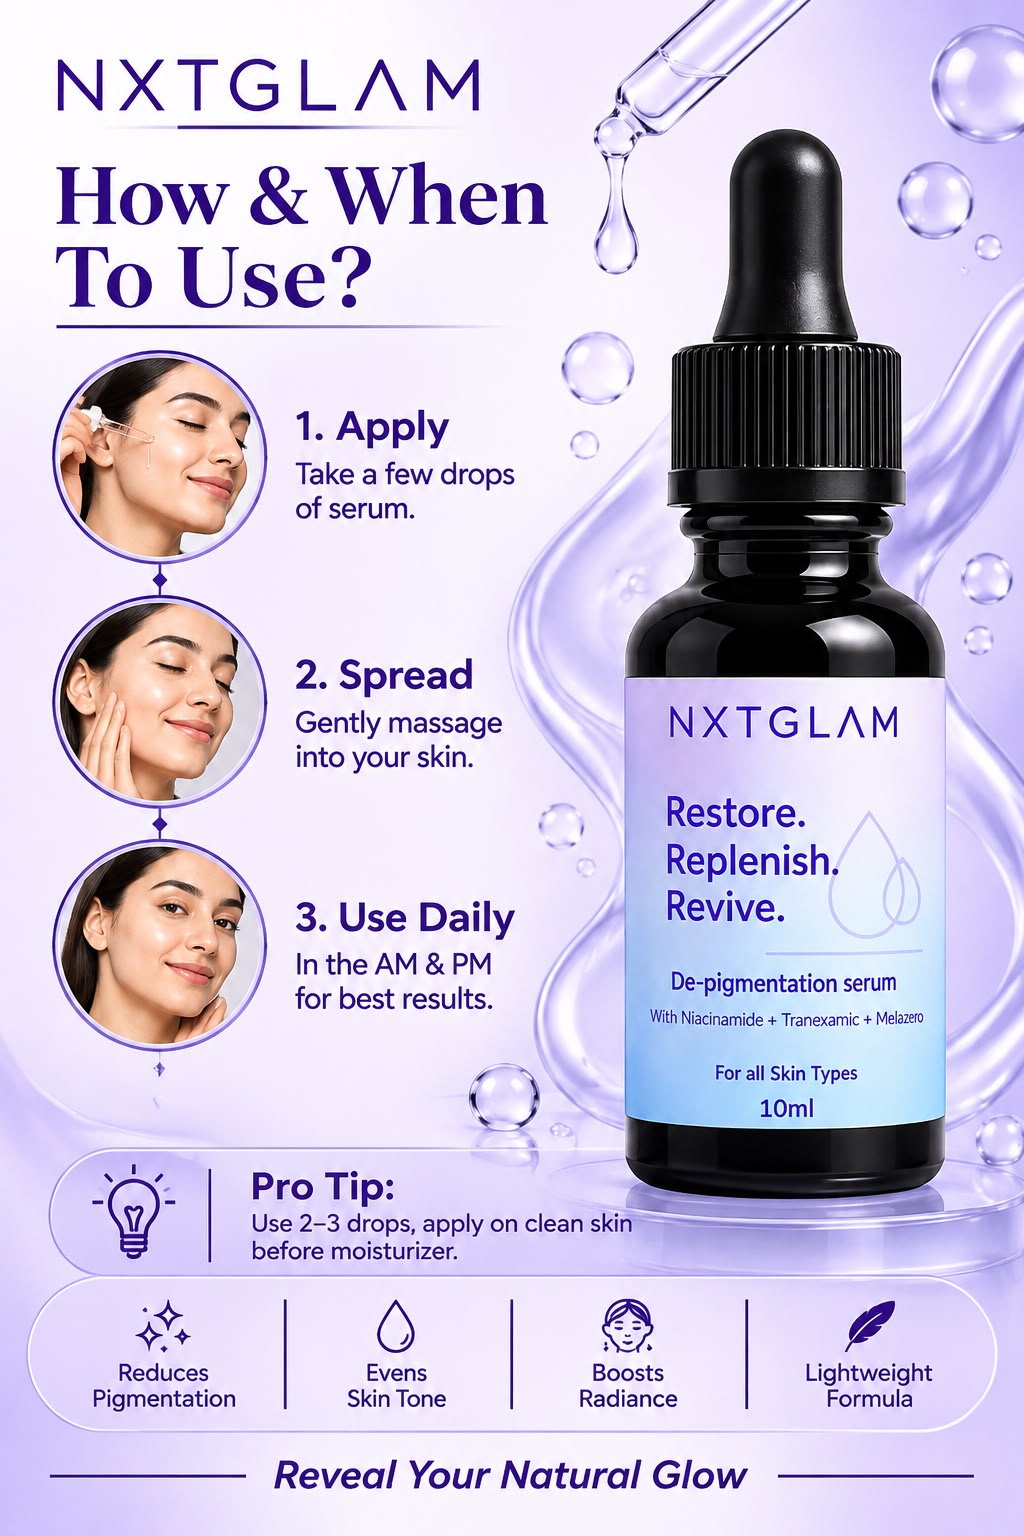 NXTGLAM
How & When
To Use?
1. Apply
Take a few drops
of serum.
2. Spread
Gently massage
into your skin.
3. Use Daily
In the AM & PM
for best results.
NXTGLAM
Restore.
Replenish.
Revive.
De-pigmentation serum
With Niacinamide + Tranexamic + Melazero
For all Skin Types
10ml
Pro Tip:
Use 2–3 drops, apply on clean skin
before moisturizer.
Reduces
Pigmentation
Evens
Skin Tone
Boosts
Radiance
Lightweight
Formula
Reveal Your Natural Glow